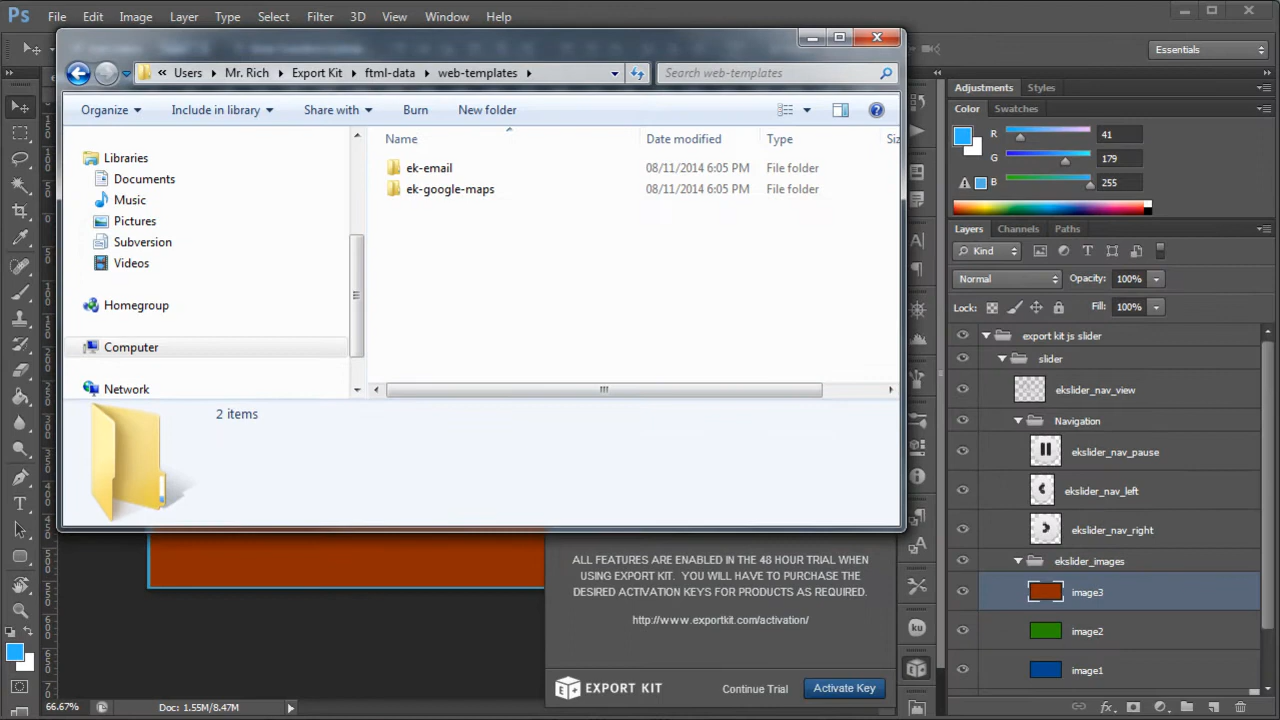 Ps File Edit Image Layer Type Select Filter 3D View Window Help
Essentials
« Users Mr. Rich Export Kit ftml-data web-templates
Search web-templates
Organize Include in library Share with Burn New folder
Name Date modified Type Siz
Libraries
Documents
Music
Pictures
Subversion
Videos
Homegroup
Computer
Network
ek-email 08/11/2014 6:05 PM File folder
ek-google-maps 08/11/2014 6:05 PM File folder
2 items
ALL FEATURES ARE ENABLED IN THE 48 HOUR TRIAL WHEN
USING EXPORT KIT. YOU WILL HAVE TO PURCHASE THE
DESIRED ACTIVATION KEYS FOR PRODUCTS AS REQUIRED.
http://www.exportkit.com/activation/
EXPORT KIT Continue Trial Activate Key
66.67% Doc: 1.55M/8.47M
Adjustments Styles
Color Swatches
R 41
G 179
B 255
Layers Channels Paths
Kind
Normal Opacity: 100%
Lock: Fill: 100%
export kit js slider
slider
ekslider_nav_view
Navigation
ekslider_nav_pause
ekslider_nav_left
ekslider_nav_right
ekslider_images
image3
image2
image1